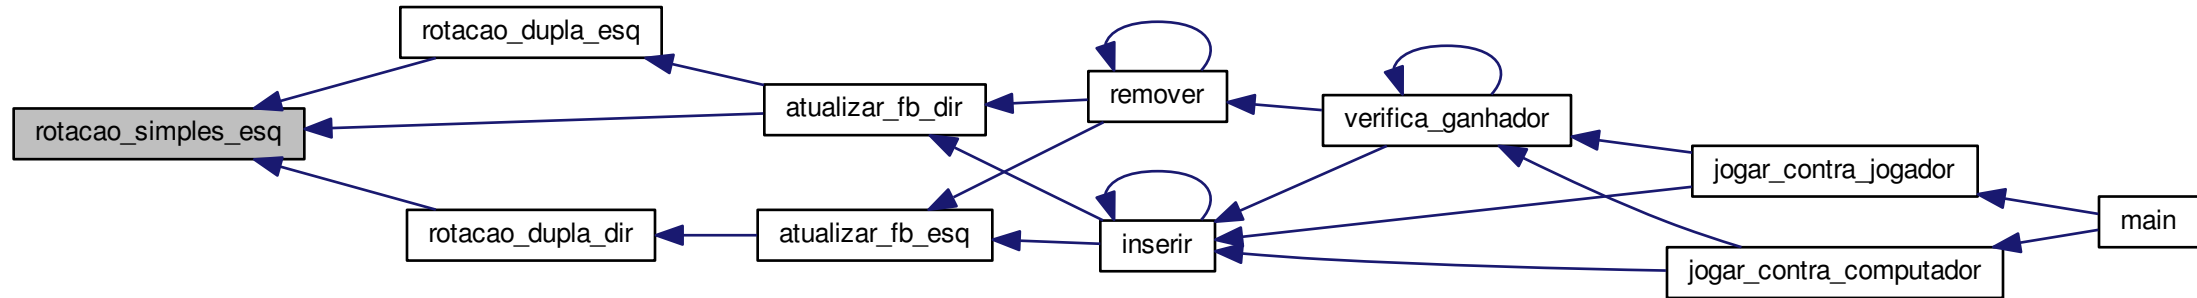 rotacao_dupla_esq
rotacao_simples_esq
rotacao_dupla_dir
atualizar_fb_dir
atualizar_fb_esq
remover
inserir
verifica_ganhador
jogar_contra_jogador
jogar_contra_computador
main